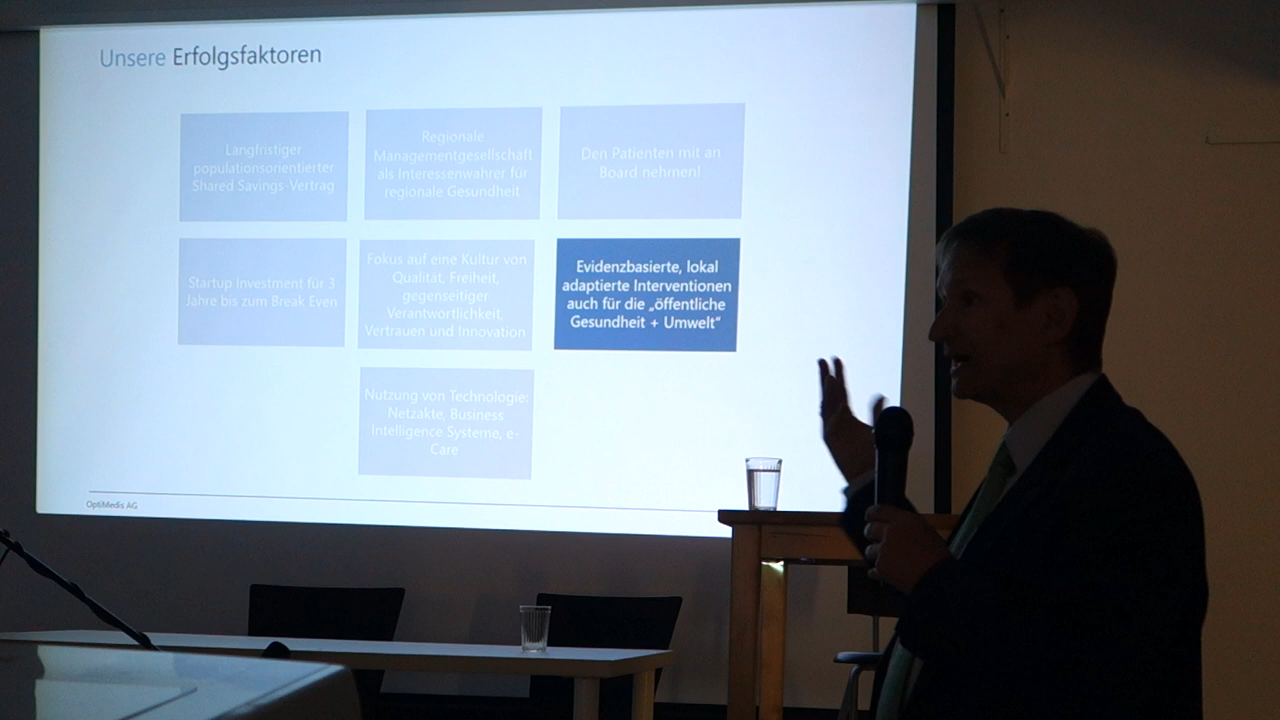 Unsere Erfolgsfaktoren
Langfristiger
populationsorientierter
Shared Savings-Vertrag
Regionale
Managementgesellschaft
als Interessenwahrer für
regionale Gesundheit
Den Patienten mit an
Board nehmen!
Startup Investment für 3
Jahre bis zum Break Even
Fokus auf eine Kultur von
Qualität, Freiheit,
gegenseitiger
Verantwortlichkeit,
Vertrauen und Innovation
Evidenzbasierte, lokal
adaptierte Interventionen
auch für die „öffentliche
Gesundheit + Umwelt“
Nutzung von Technologie:
Netzakte, Business
Intelligence Systeme, e-
Care
OptiMedis AG